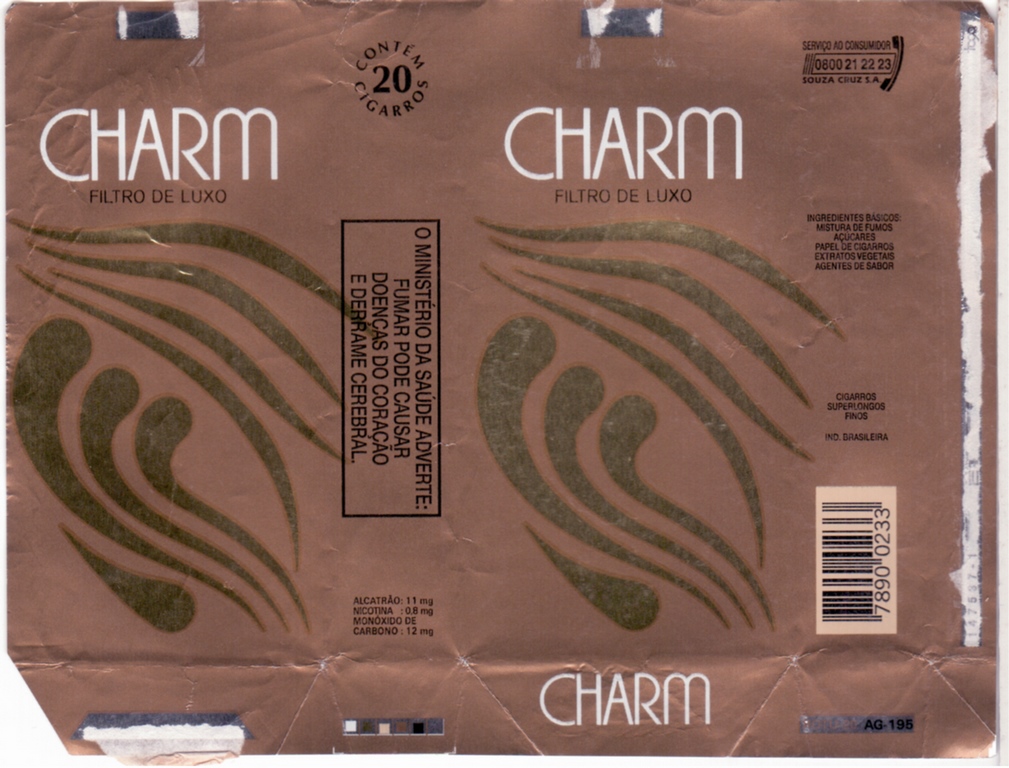 CONTÉM
20
CIGARROS
CHARM
FILTRO DE LUXO
O MINISTÉRIO DA SAÚDE ADVERTE:
FUMAR PODE CAUSAR
DOENÇAS DO CORAÇÃO
E DERRAME CEREBRAL.
ALCATRÃO: 11 mg
NICOTINA : 0,8 mg
MONÓXIDO DE
CARBONO : 12 mg
CHARM
FILTRO DE LUXO
CHARM
SERVIÇO AO CONSUMIDOR
0800 21 22 23
SOUZA CRUZ S.A.
INGREDIENTES BÁSICOS:
MISTURA DE FUMOS
AÇÚCARES
PAPEL DE CIGARROS
EXTRATOS VEGETAIS
AGENTES DE SABOR
CIGARROS
SUPERLONGOS
FINOS
IND. BRASILEIRA
7890 0233
AG-195